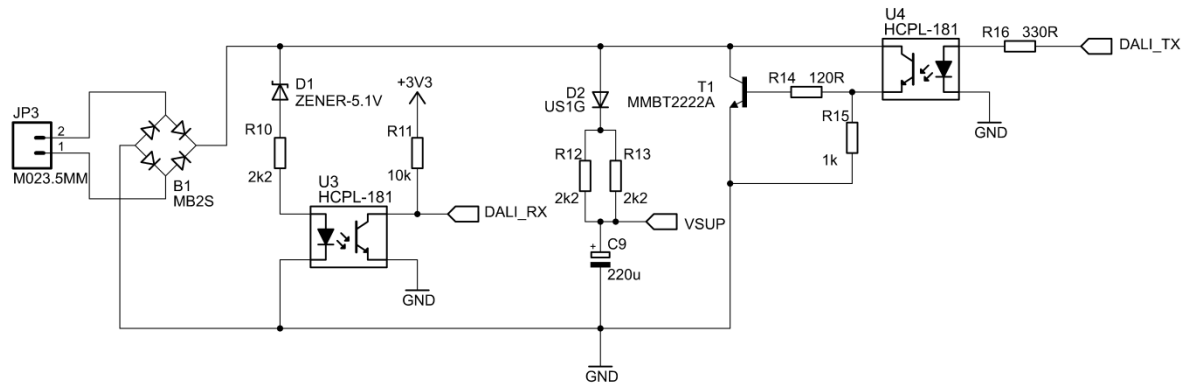 U4
HCPL-181
R16 330R
DALI_TX
D1
ZENER-5.1V
+3V3
D2
US1G
T1
MMBT2222A
R14 120R
R15
1k
GND
JP3
2
1
M023.5MM
B1
MB2S
R10
2k2
R11
10k
U3
HCPL-181
DALI_RX
GND
R12
2k2
R13
2k2
VSUP
+
C9
220u
GND